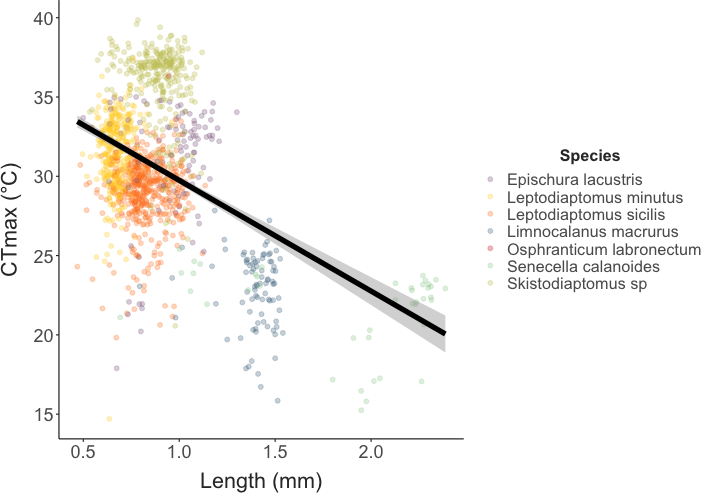 40
35
30
25
20
15
CTmax (°C)
0.5 1.0 1.5 2.0
Length (mm)
Species
Epischura lacustris
Leptodiaptomus minutus
Leptodiaptomus sicilis
Limnocalanus macrurus
Osphranticum labronectum
Senecella calanoides
Skistodiaptomus sp